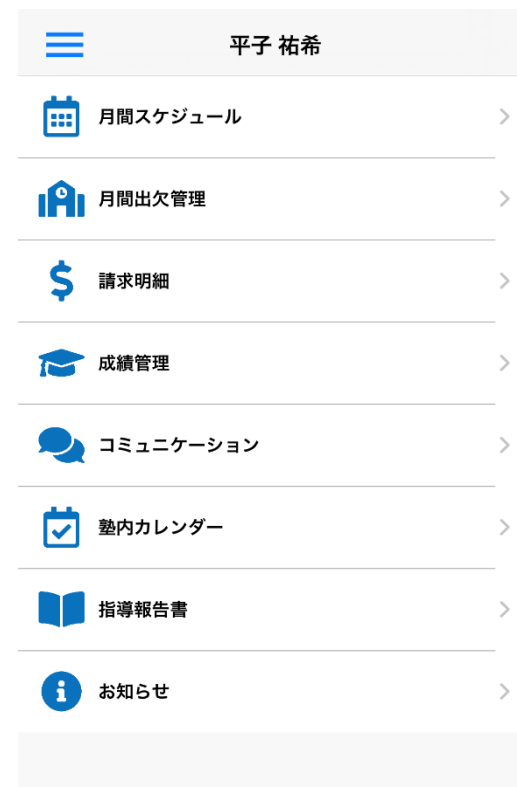 平子 祐希
月間スケジュール
月間出欠管理
請求明細
成績管理
コミュニケーション
塾内カレンダー
指導報告書
お知らせ